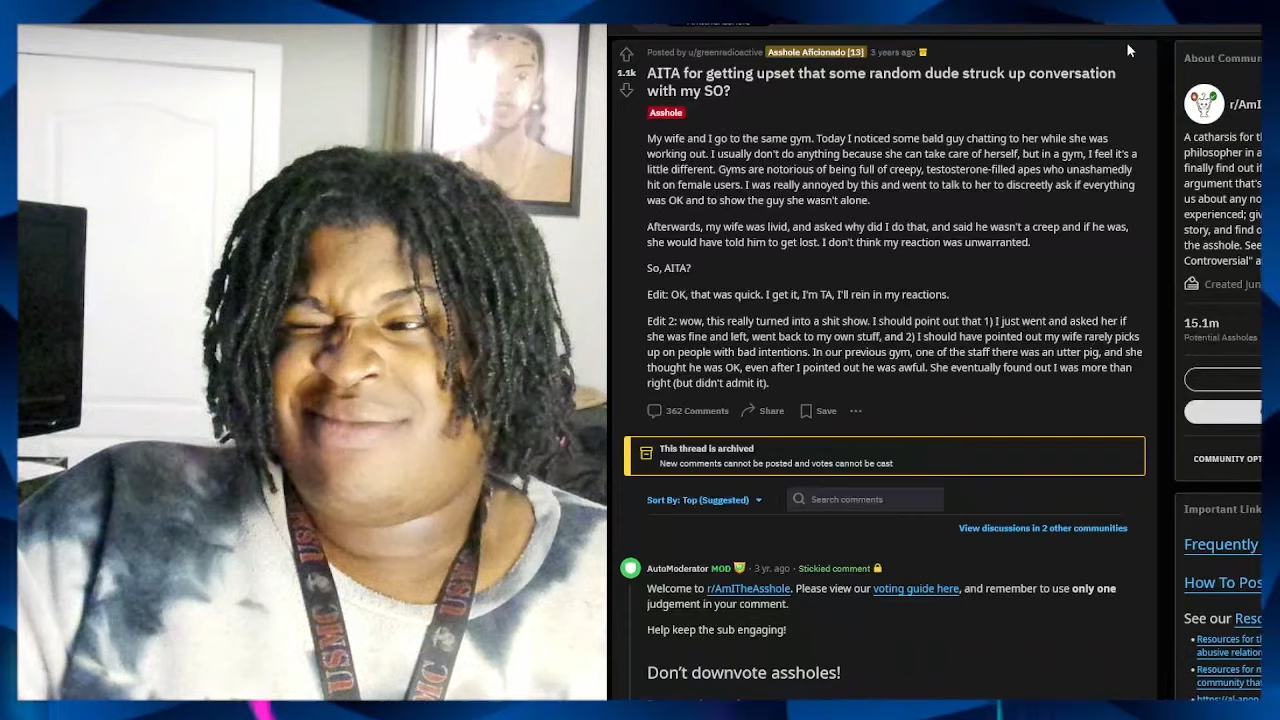 Posted by u/greenradioactive Asshole Aficionado [13] 3 years ago
1.1k
AITA for getting upset that some random dude struck up conversation
with my SO?
Asshole
My wife and I go to the same gym. Today I noticed some bald guy chatting to her while she was
working out. I usually don't do anything because she can take care of herself, but in a gym, I feel it's a
little different. Gyms are notorious of being full of creepy, testosterone-filled apes who unashamedly
hit on female users. I was really annoyed by this and went to talk to her to discreetly ask if everything
was OK and to show the guy she wasn't alone.
Afterwards, my wife was livid, and asked why did I do that, and said he wasn't a creep and if he was,
she would have told him to get lost. I don't think my reaction was unwarranted.
So, AITA?
Edit: OK, that was quick. I get it, I'm TA, I'll rein in my reactions.
Edit 2: wow, this really turned into a shit show. I should point out that 1) I just went and asked her if
she was fine and left, went back to my own stuff, and 2) I should have pointed out my wife rarely picks
up on people with bad intentions. In our previous gym, one of the staff there was an utter pig, and she
thought he was OK, even after I pointed out he was awful. She eventually found out I was more than
right (but didn't admit it).
362 Comments Share Save
This thread is archived
New comments cannot be posted and votes cannot be cast
Sort By: Top (Suggested)
Search comments
View discussions in 2 other communities
AutoModerator MOD · 3 yr. ago · Stickied comment
Welcome to r/AmITheAsshole. Please view our voting guide here, and remember to use only one
judgement in your comment.
Help keep the sub engaging!
Don't downvote assholes!
About Commun
r/AmI
A catharsis for t
philosopher in a
finally find out i
argument that's
us about any no
experienced; giv
story, and find o
the asshole. See
Controversial" a
Created Jun
15.1m
Potential Assholes
COMMUNITY OPT
Important Link
Frequently
How To Pos
See our Reso
Resources for t
abusive relation
Resources for m
community that
USMC
USMC
MC